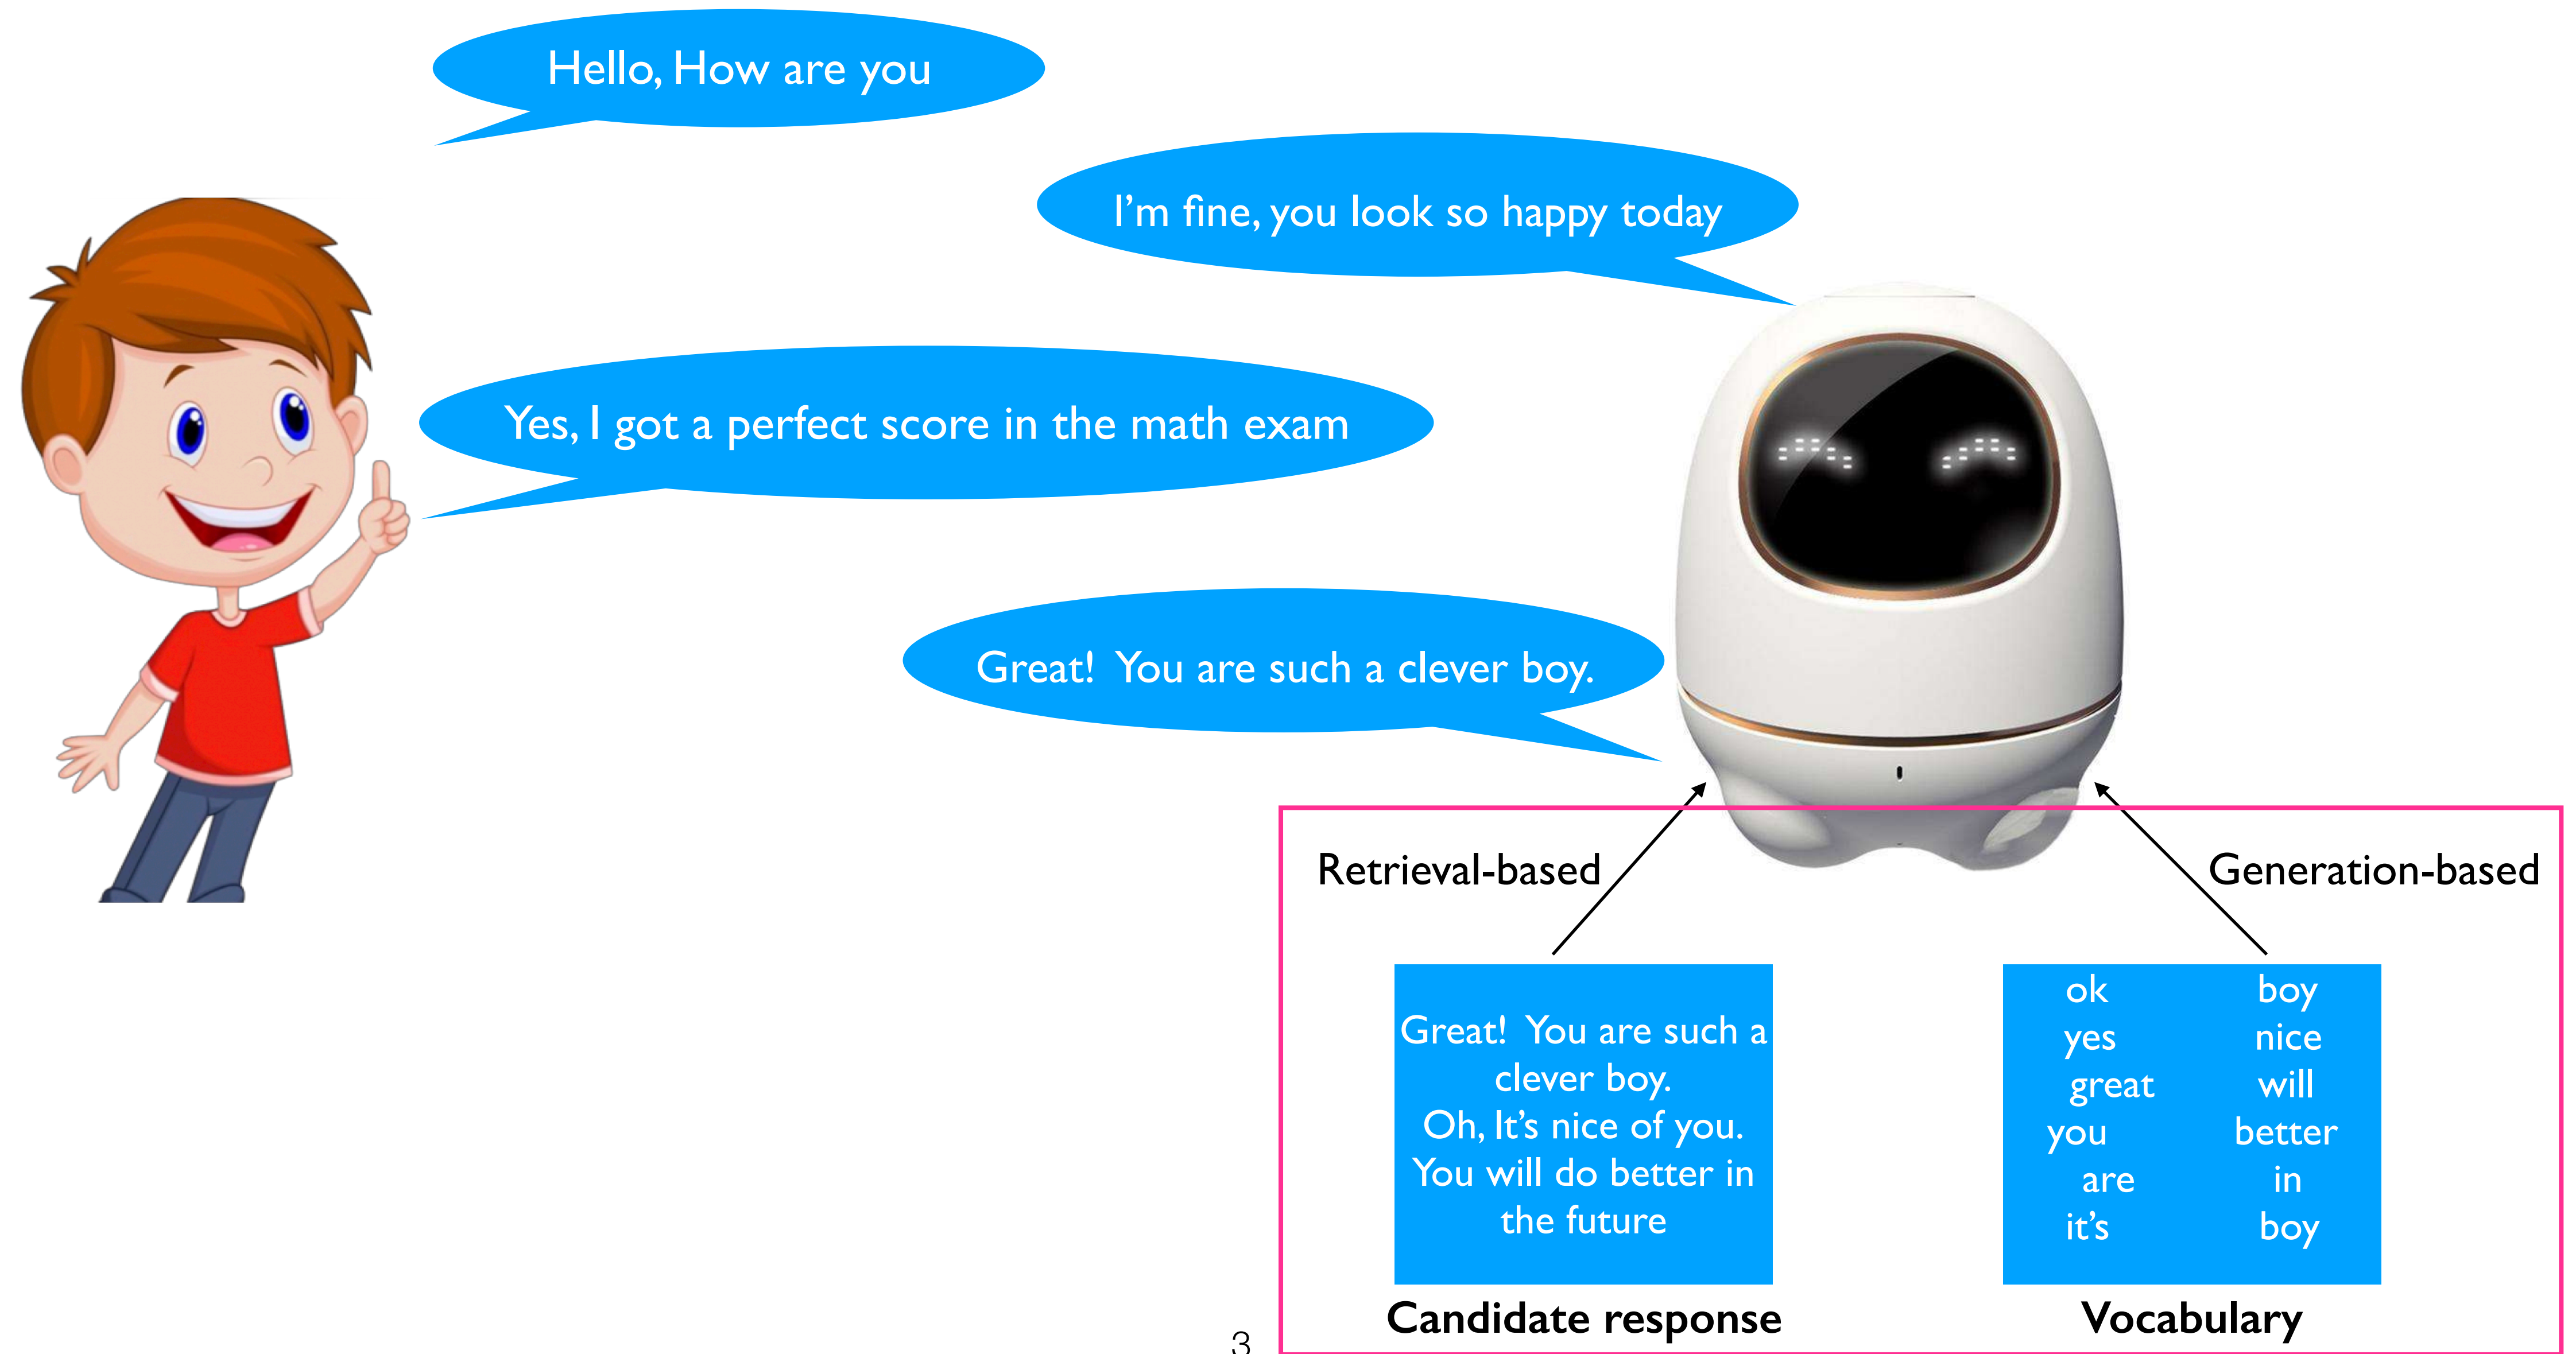 Hello, How are you
I'm fine, you look so happy today
Yes, I got a perfect score in the math exam
Great!  You are such a clever boy.
Retrieval-based
Generation-based
Great!  You are such a
clever boy.
Oh, It's nice of you.
You will do better in
the future
Candidate response
ok boy
yes nice
great will
you better
are in
it's boy
Vocabulary
3